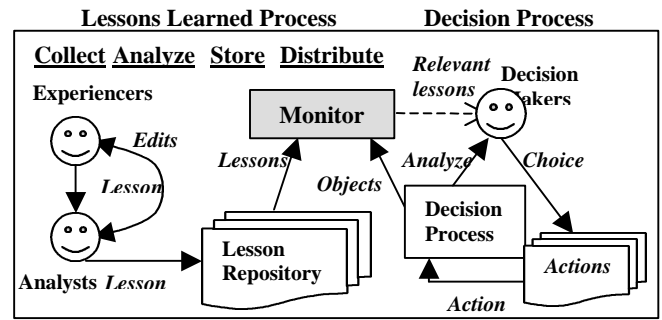 Lessons Learned Process Decision Process
Collect Analyze Store Distribute
Experiencers
Relevant
lessons
Decision
Makers
Monitor
Edits
Lessons
Analyze
Choice
Lesson
Objects
Decision
Process
Lesson
Repository
Actions
Analysts Lesson
Action